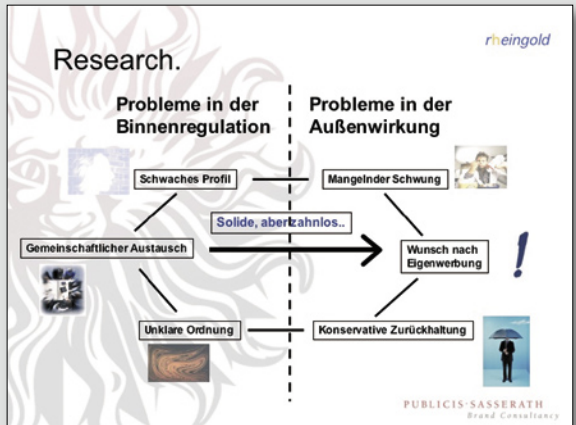 rheingold
Research.
Probleme in der
Binnenregulation
Probleme in der
Außenwirkung
Schwaches Profil
Mangelnder Schwung
Solide, aber zahnlos..
Gemeinschaftlicher Austausch
Wunsch nach
Eigenwerbung
!
Unklare Ordnung
Konservative Zurückhaltung
PUBLICIS·SASSERATH
Brand Consultancy